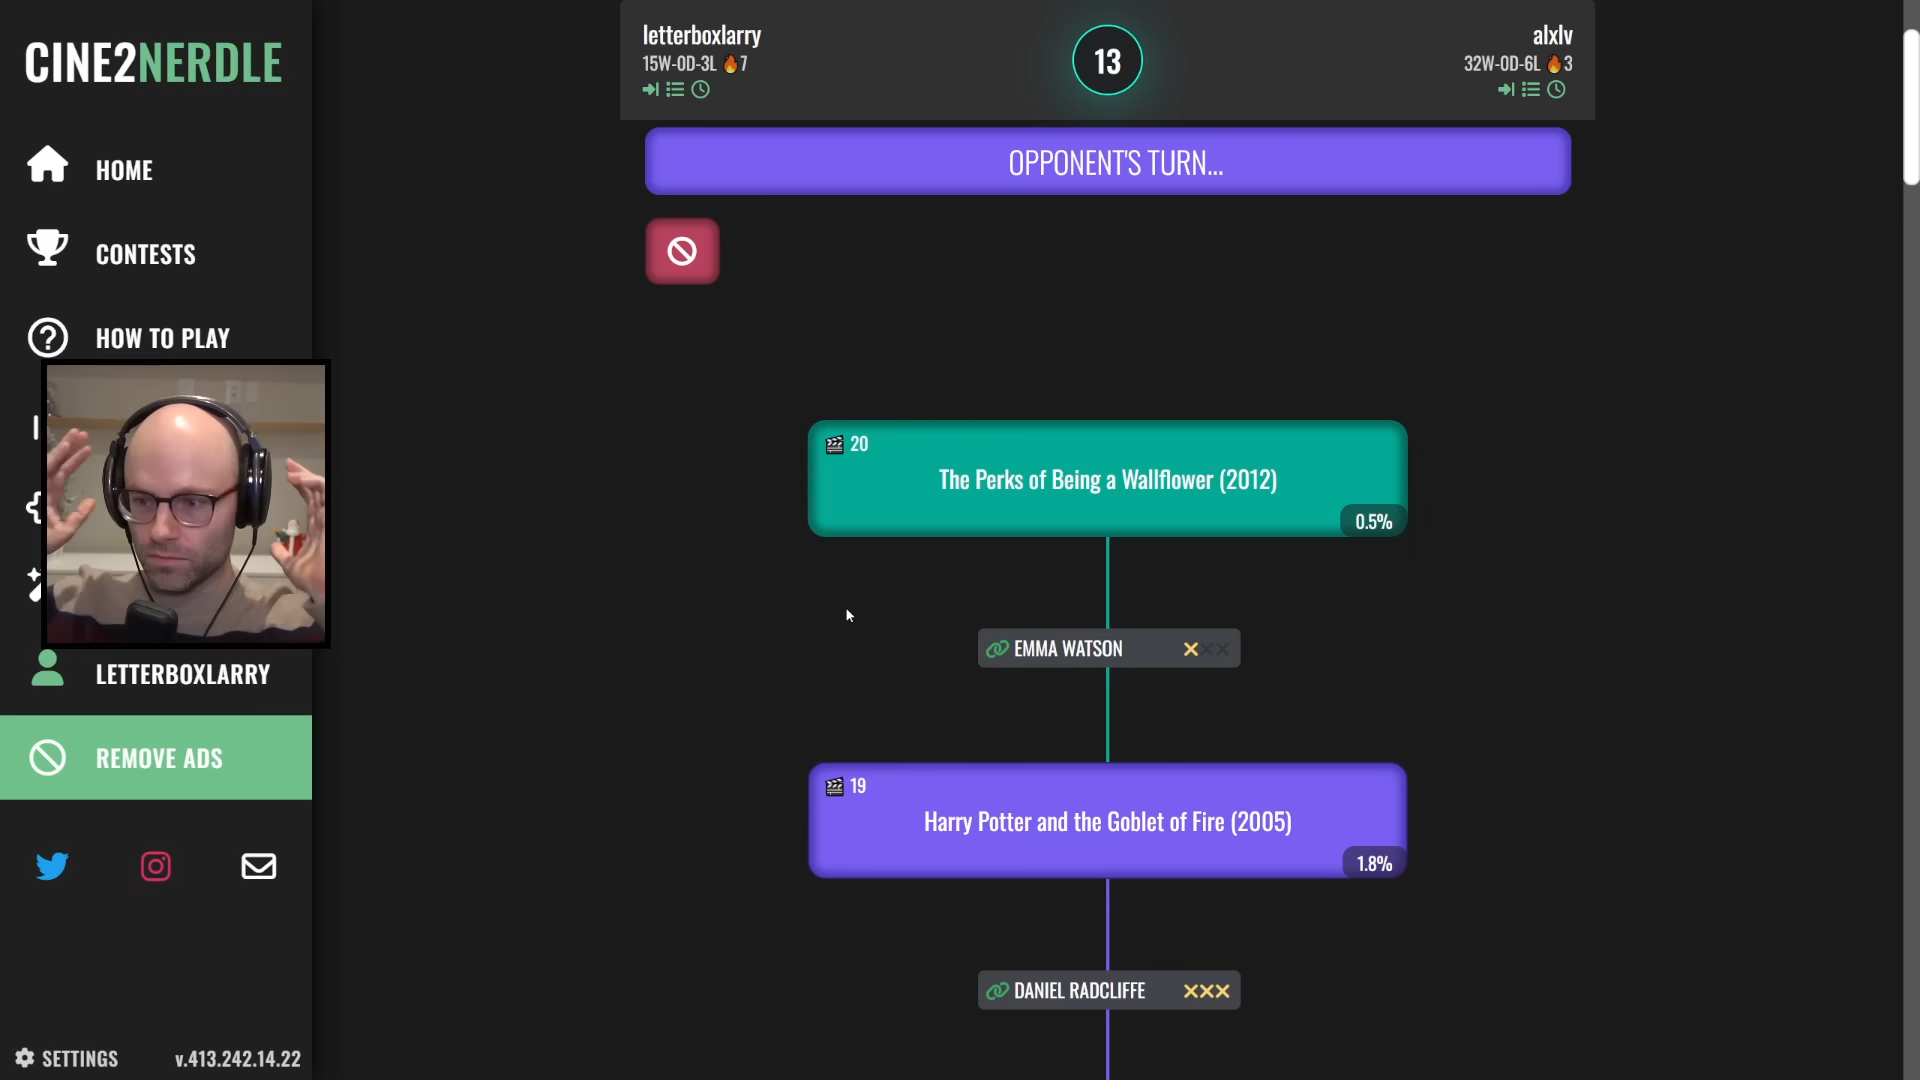 CINE2NERDLE
HOME
CONTESTS
HOW TO PLAY
LETTERBOXLARRY
REMOVE ADS
SETTINGS
v.413.242.14.22
letterboxlarry
15W-0D-3L 🔥7
13
alxlv
32W-0D-6L 🔥3
OPPONENT'S TURN...
20
The Perks of Being a Wallflower (2012)
0.5%
EMMA WATSON
19
Harry Potter and the Goblet of Fire (2005)
1.8%
DANIEL RADCLIFFE